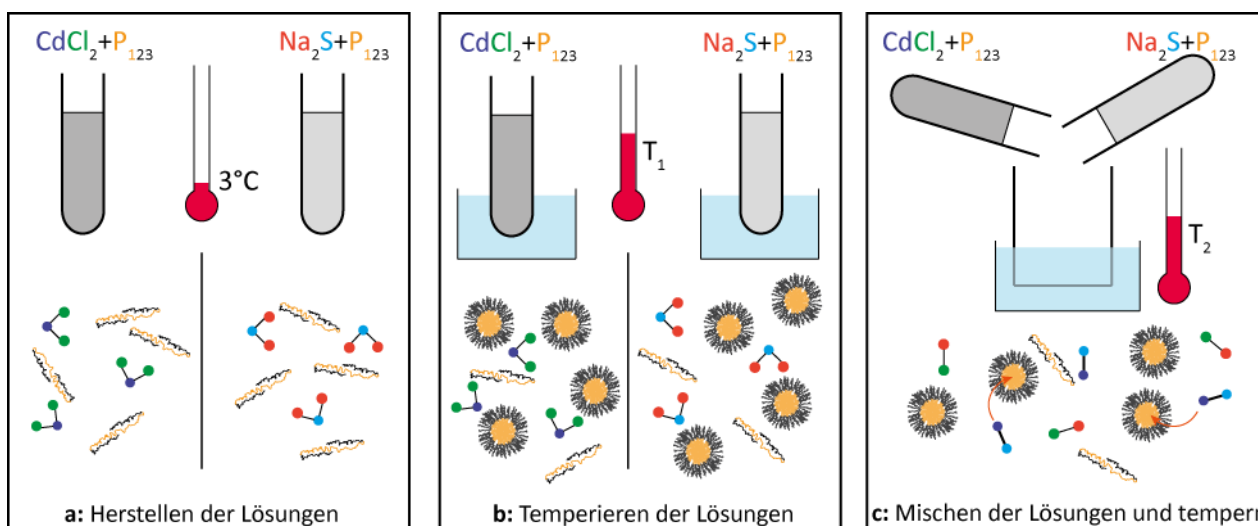 CdCl₂+P₁₂₃
Na₂S+P₁₂₃
3°C
a: Herstellen der Lösungen
CdCl₂+P₁₂₃
Na₂S+P₁₂₃
T₁
b: Temperieren der Lösungen
CdCl₂+P₁₂₃
Na₂S+P₁₂₃
T₂
c: Mischen der Lösungen und temperi